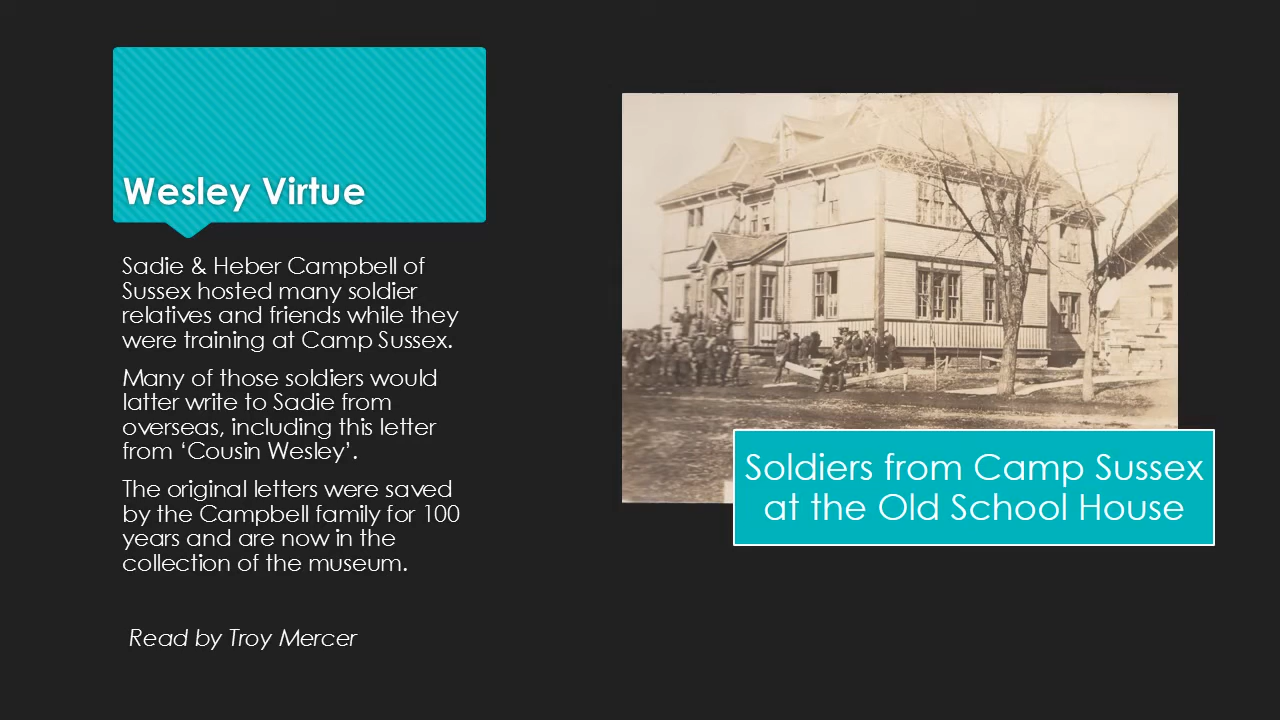 Wesley Virtue
Sadie & Heber Campbell of
Sussex hosted many soldier
relatives and friends while they
were training at Camp Sussex.
Many of those soldiers would
latter write to Sadie from
overseas, including this letter
from ‘Cousin Wesley’.
The original letters were saved
by the Campbell family for 100
years and are now in the
collection of the museum.
Read by Troy Mercer
Soldiers from Camp Sussex
at the Old School House